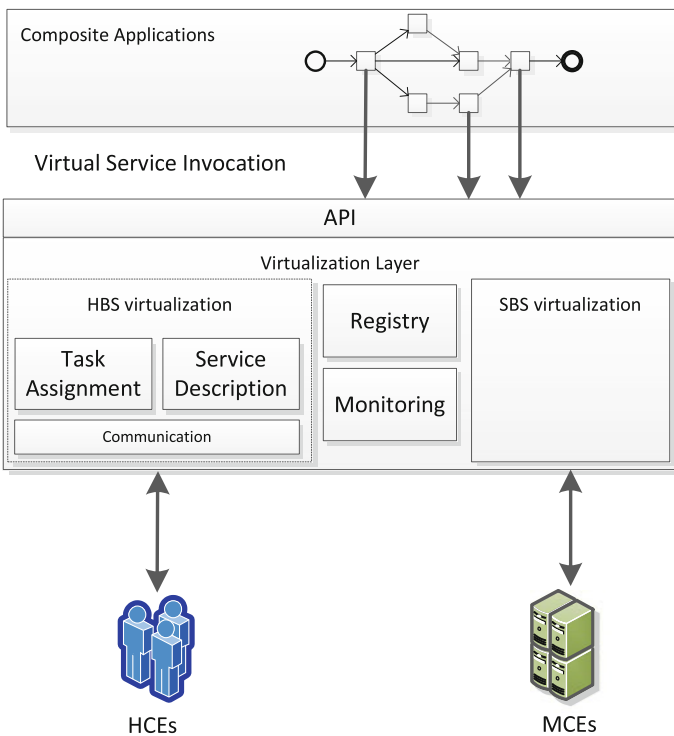 Composite Applications
Virtual Service Invocation
API
Virtualization Layer
HBS virtualization
Task
Assignment
Service
Description
Communication
Registry
Monitoring
SBS virtualization
HCEs
MCEs